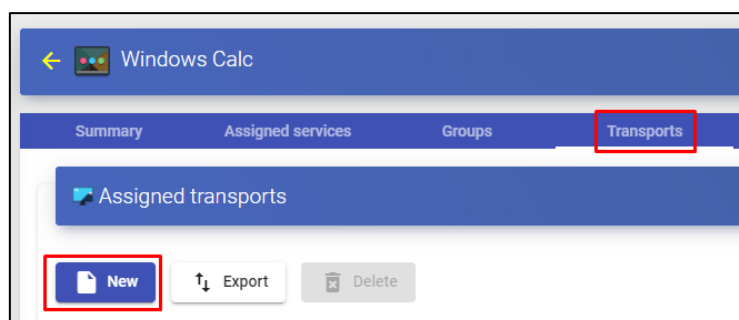 Windows Calc
Summary Assigned services Groups Transports
Assigned transports
New Export Delete